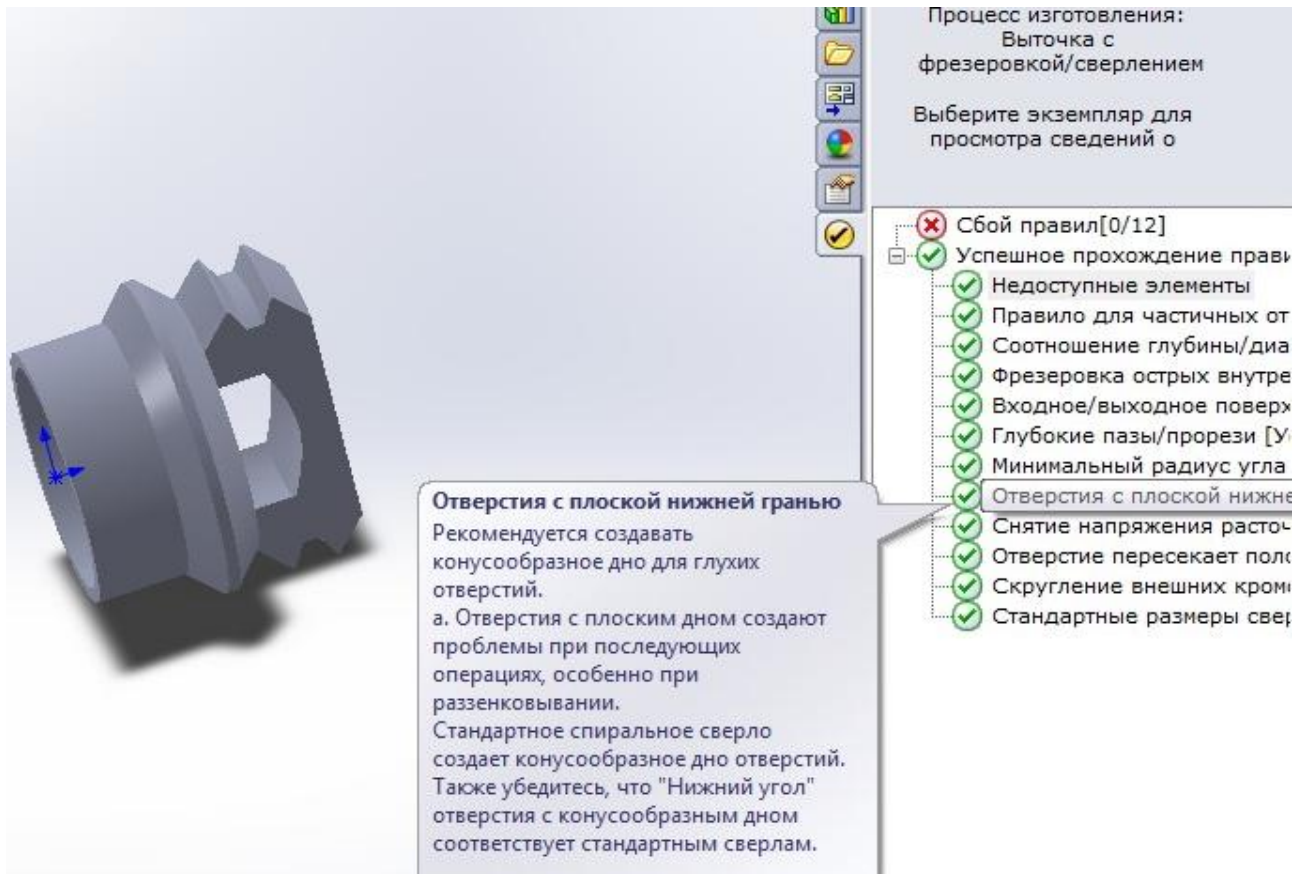 Процесс изготовления:
Выточка с
фрезеровкой/сверлением
Выберите экземпляр для
просмотра сведений о
Сбой правил[0/12]
Успешное прохождение прави
Недоступные элементы
Правило для частичных от
Соотношение глубины/диа
Фрезеровка острых внутре
Входное/выходное поверх
Глубокие пазы/прорези [У
Минимальный радиус угла
Отверстия с плоской нижне
Снятие напряжения расточ
Отверстие пересекает поло
Скругление внешних кромо
Стандартные размеры свер
Отверстия с плоской нижней гранью
Рекомендуется создавать
конусообразное дно для глухих
отверстий.
а. Отверстия с плоским дном создают
проблемы при последующих
операциях, особенно при
раззенковывании.
Стандартное спиральное сверло
создает конусообразное дно отверстий.
Также убедитесь, что "Нижний угол"
отверстия с конусообразным дном
соответствует стандартным сверлам.